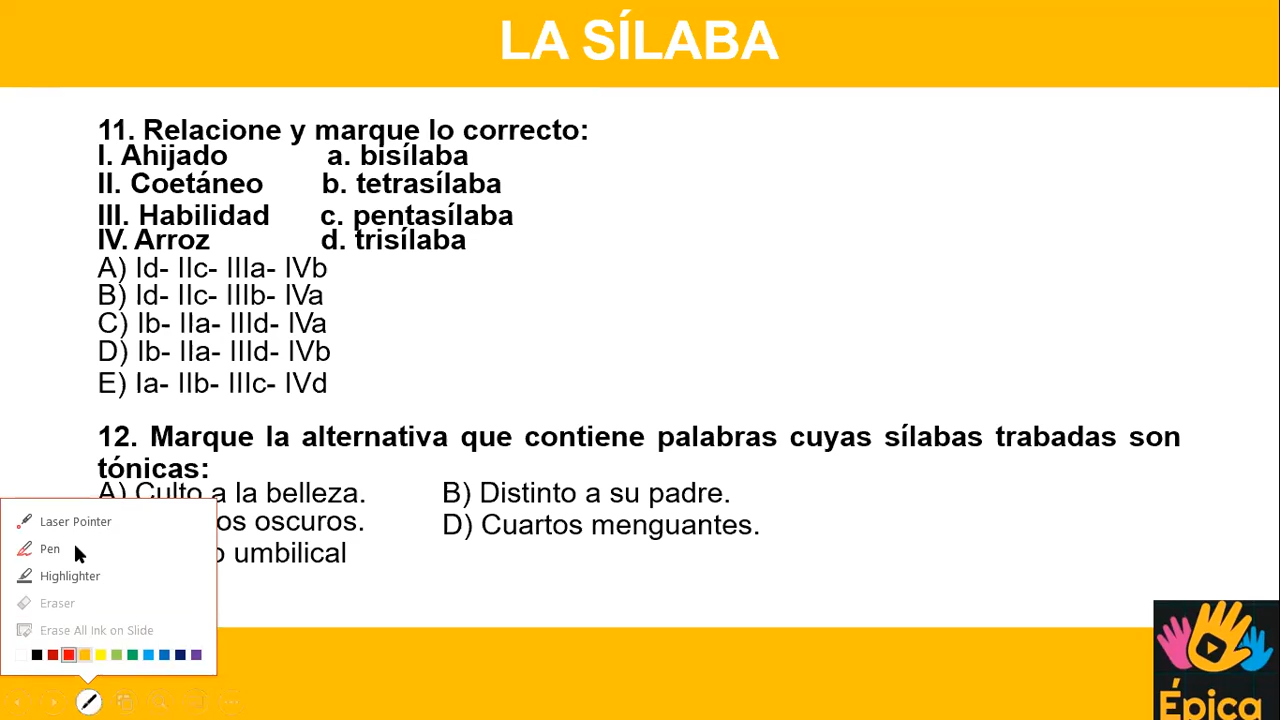 LA SÍLABA
11. Relacione y marque lo correcto:
I. Ahijado a. bisílaba
II. Coetáneo b. tetrasílaba
III. Habilidad c. pentasílaba
IV. Arroz d. trisílaba
A) Id- IIc- IIIa- IVb
B) Id- IIc- IIIb- IVa
C) Ib- IIa- IIId- IVa
D) Ib- IIa- IIId- IVb
E) Ia- IIb- IIIc- IVd
12. Marque la alternativa que contiene palabras cuyas sílabas trabadas son
tónicas:
A) Culto a la belleza. B) Distinto a su padre.
oscuros. D) Cuartos menguantes.
umbilical
Laser Pointer
Pen
Highlighter
Eraser
Erase All Ink on Slide
Épica